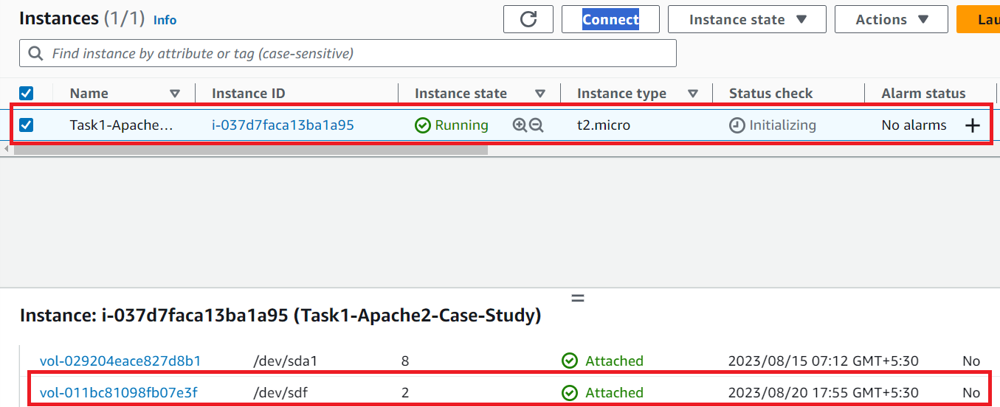 Instances (1/1) Info Connect Instance state Actions Lau
Find instance by attribute or tag (case-sensitive)
Name Instance ID Instance state Instance type Status check Alarm status
Task1-Apache... i-037d7faca13ba1a95 Running t2.micro Initializing No alarms +
Instance: i-037d7faca13ba1a95 (Task1-Apache2-Case-Study)
vol-029204eace827d8b1 /dev/sda1 8 Attached 2023/08/15 07:12 GMT+5:30 No
vol-011bc81098fb07e3f /dev/sdf 2 Attached 2023/08/20 17:55 GMT+5:30 No